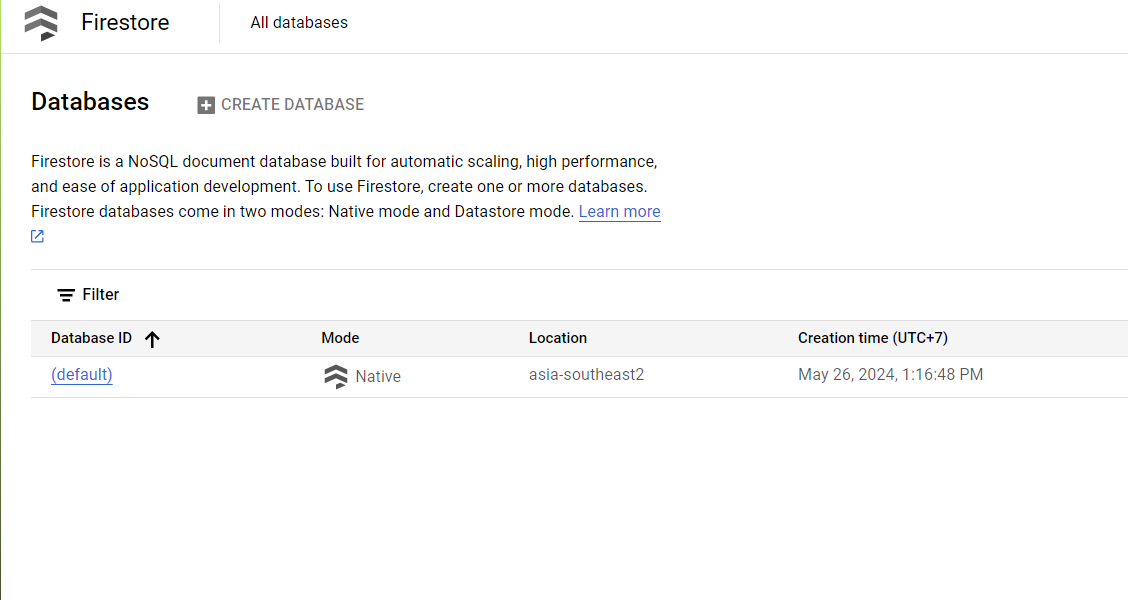 Firestore
All databases
Databases
CREATE DATABASE
Firestore is a NoSQL document database built for automatic scaling, high performance,
and ease of application development. To use Firestore, create one or more databases.
Firestore databases come in two modes: Native mode and Datastore mode. Learn more
Filter
Database ID Mode Location Creation time (UTC+7)
(default) Native asia-southeast2 May 26, 2024, 1:16:48 PM